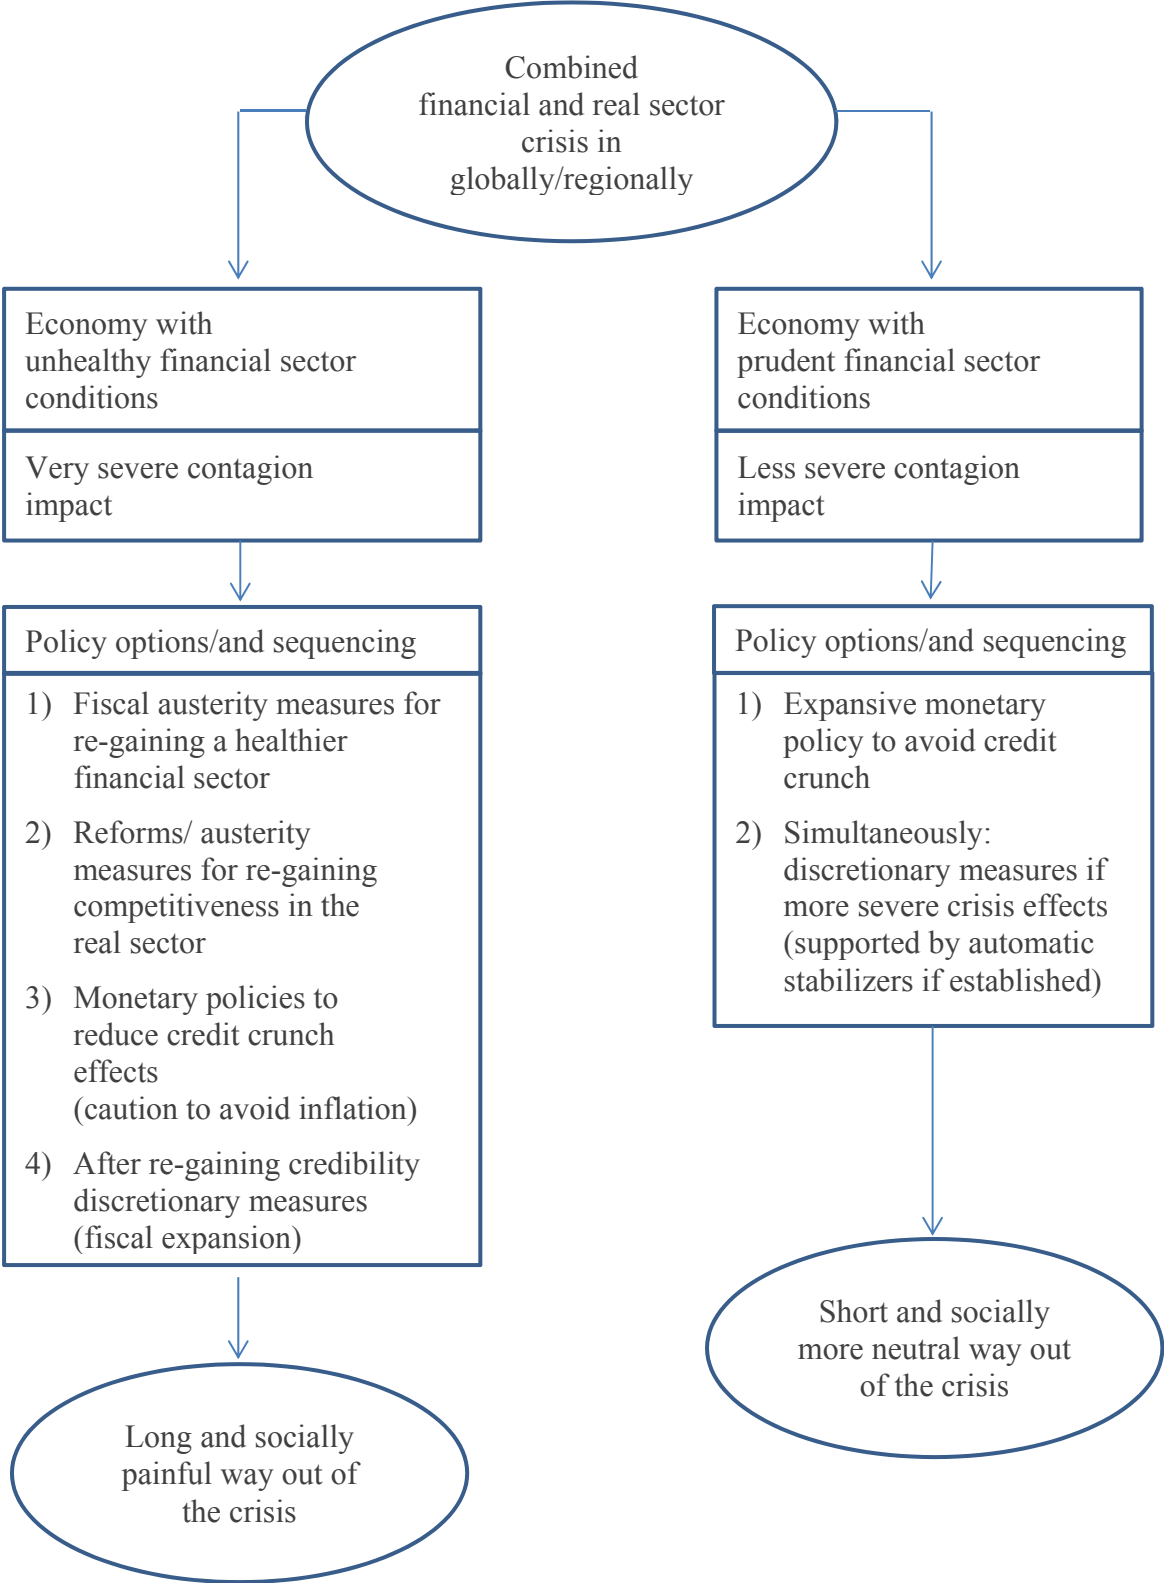 Combined
financial and real sector
crisis in
globally/regionally
Economy with
unhealthy financial sector
conditions
Very severe contagion
impact
Policy options/and sequencing
1) Fiscal austerity measures for
re-gaining a healthier
financial sector
2) Reforms/ austerity
measures for re-gaining
competitiveness in the
real sector
3) Monetary policies to
reduce credit crunch
effects
(caution to avoid inflation)
4) After re-gaining credibility
discretionary measures
(fiscal expansion)
Long and socially
painful way out of
the crisis
Economy with
prudent financial sector
conditions
Less severe contagion
impact
Policy options/and sequencing
1) Expansive monetary
policy to avoid credit
crunch
2) Simultaneously:
discretionary measures if
more severe crisis effects
(supported by automatic
stabilizers if established)
Short and socially
more neutral way out
of the crisis